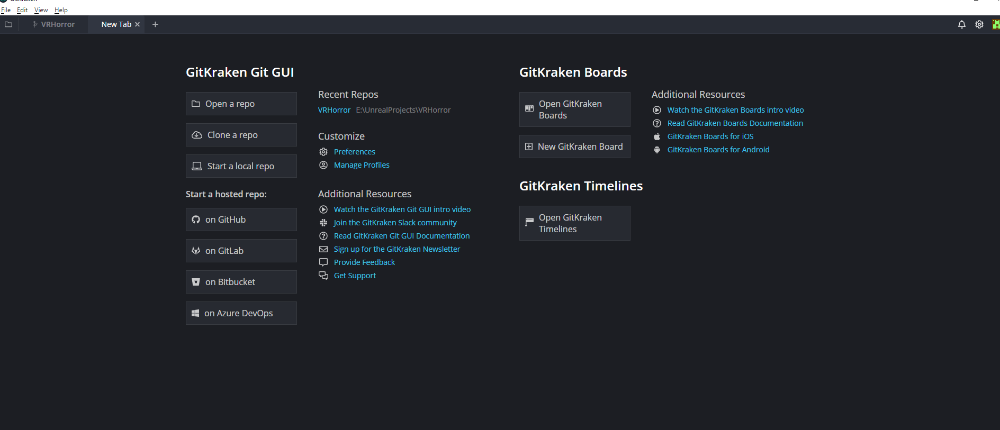 GitKraken
File Edit View Help
VRHorror
New Tab
GitKraken Git GUI
Open a repo
Clone a repo
Start a local repo
Start a hosted repo:
on GitHub
on GitLab
on Bitbucket
on Azure DevOps
Recent Repos
VRHorror E:\UnrealProjects\VRHorror
Customize
Preferences
Manage Profiles
Additional Resources
Watch the GitKraken Git GUI intro video
Join the GitKraken Slack community
Read GitKraken Git GUI Documentation
Sign up for the GitKraken Newsletter
Provide Feedback
Get Support
GitKraken Boards
Open GitKraken
Boards
New GitKraken Board
Additional Resources
Watch the GitKraken Boards intro video
Read GitKraken Boards Documentation
GitKraken Boards for iOS
GitKraken Boards for Android
GitKraken Timelines
Open GitKraken
Timelines